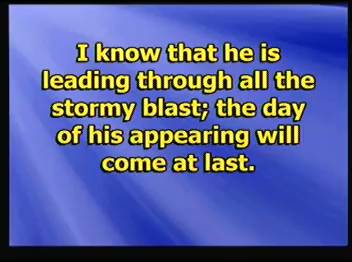 I know that he is
leading through all the
stormy blast; the day
of his appearing will
come at last.